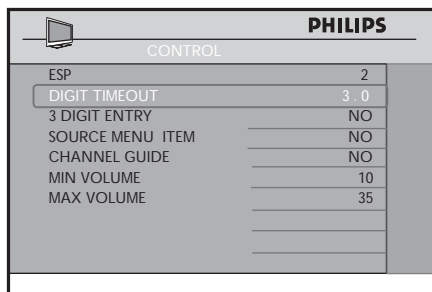 PHILIPS
CONTROL
ESP 2
DIGIT TIMEOUT 3.0
3 DIGIT ENTRY NO
SOURCE MENU ITEM NO
CHANNEL GUIDE NO
MIN VOLUME 10
MAX VOLUME 35